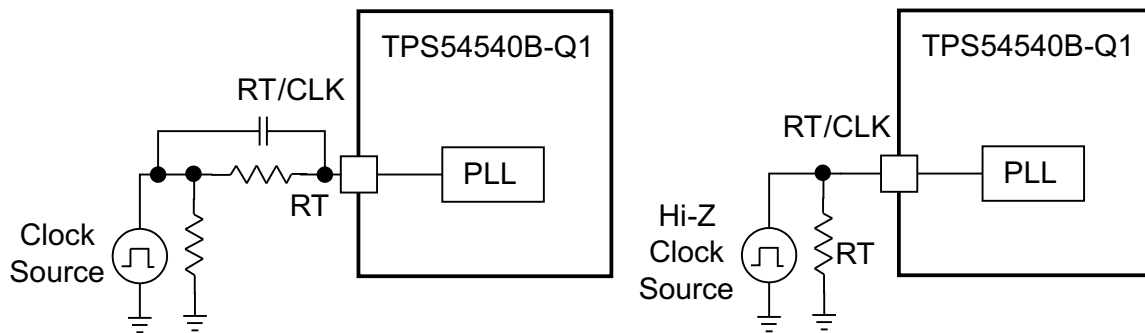 TPS54540B-Q1
RT/CLK
PLL
RT
Clock
Source
TPS54540B-Q1
RT/CLK
PLL
Hi-Z
Clock
Source
RT